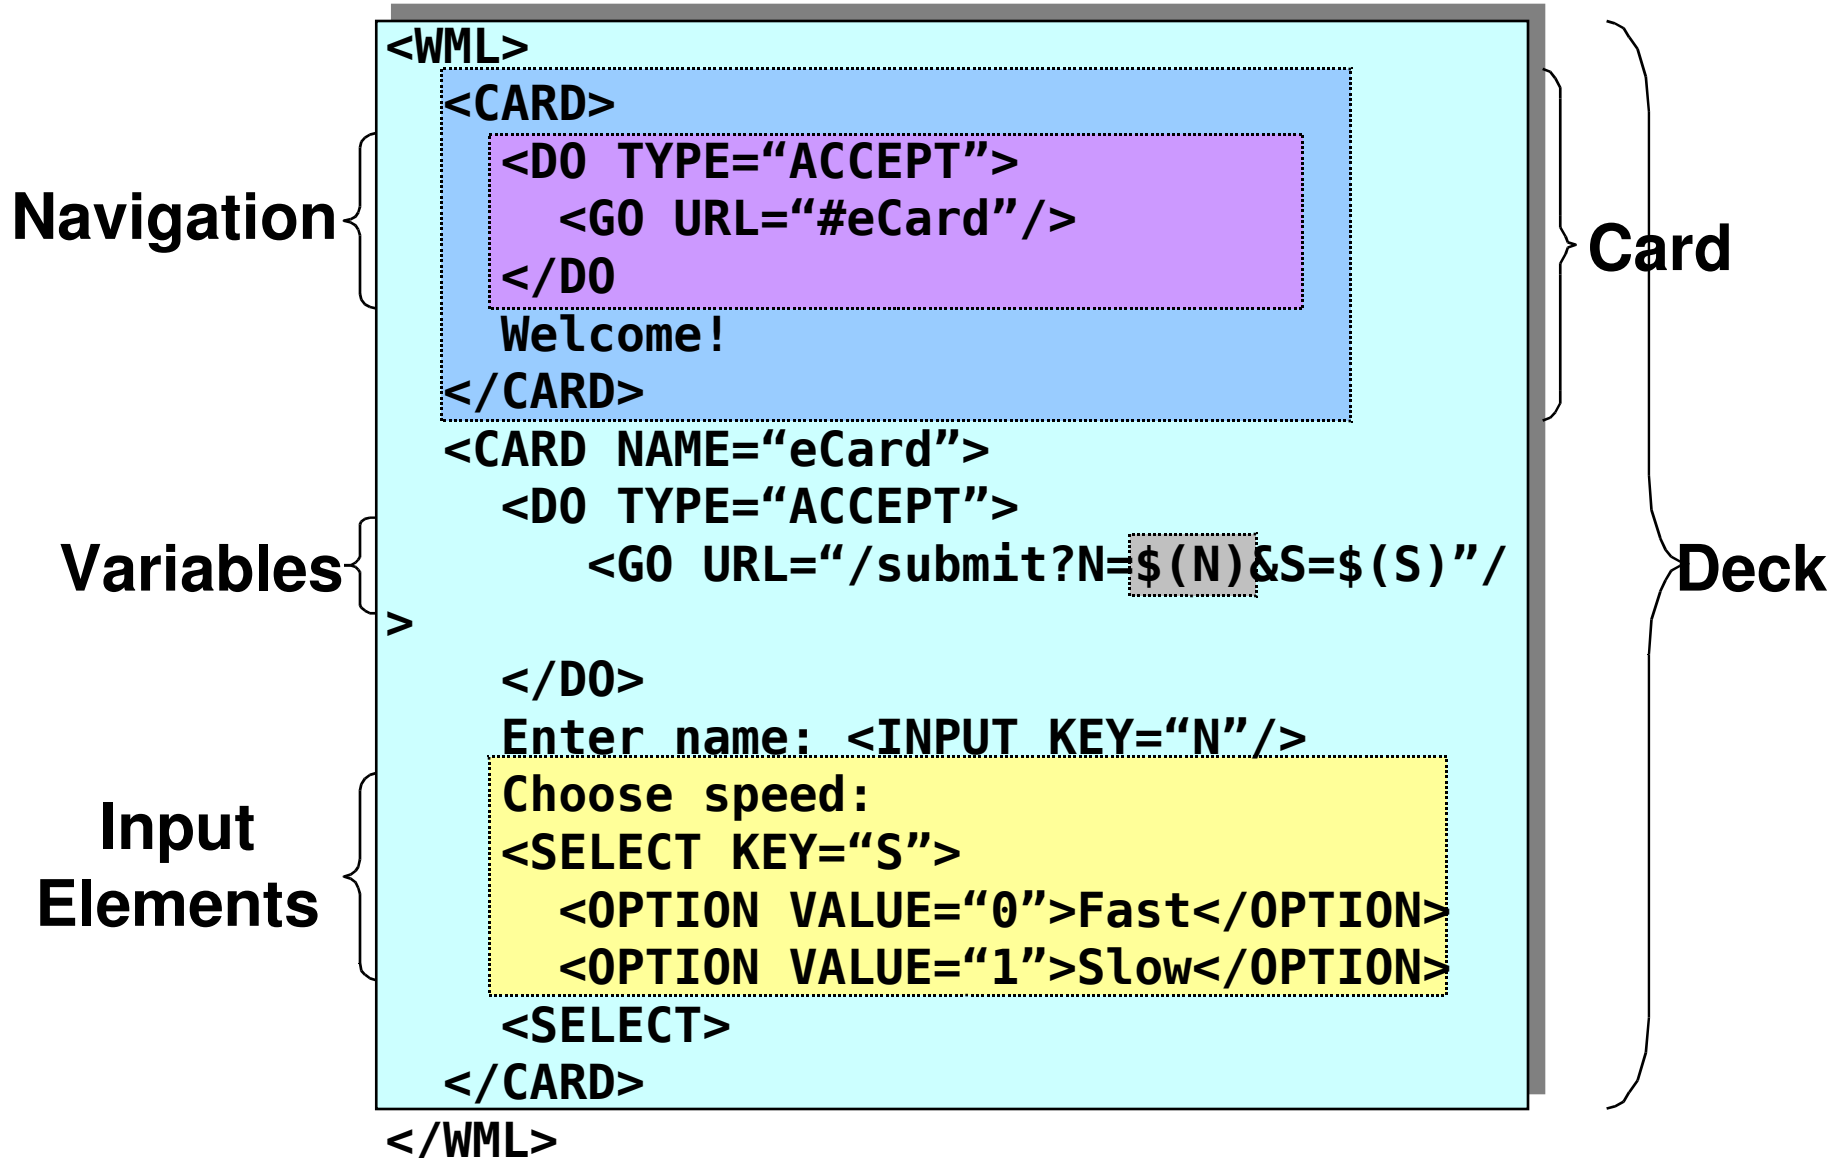 <WML>
<CARD>
<DO TYPE=“ACCEPT”>
<GO URL=“#eCard”/>
</DO
Welcome!
</CARD>
<CARD NAME=“eCard”>
<DO TYPE=“ACCEPT”>
<GO URL=“/submit?N=$(N)&S=$(S)”/
>
</DO>
Enter name: <INPUT KEY=“N”/>
Choose speed:
<SELECT KEY=“S”>
<OPTION VALUE=“0”>Fast</OPTION>
<OPTION VALUE=“1”>Slow</OPTION>
<SELECT>
</CARD>
</WML>
Navigation
Variables
Input
Elements
Card
Deck